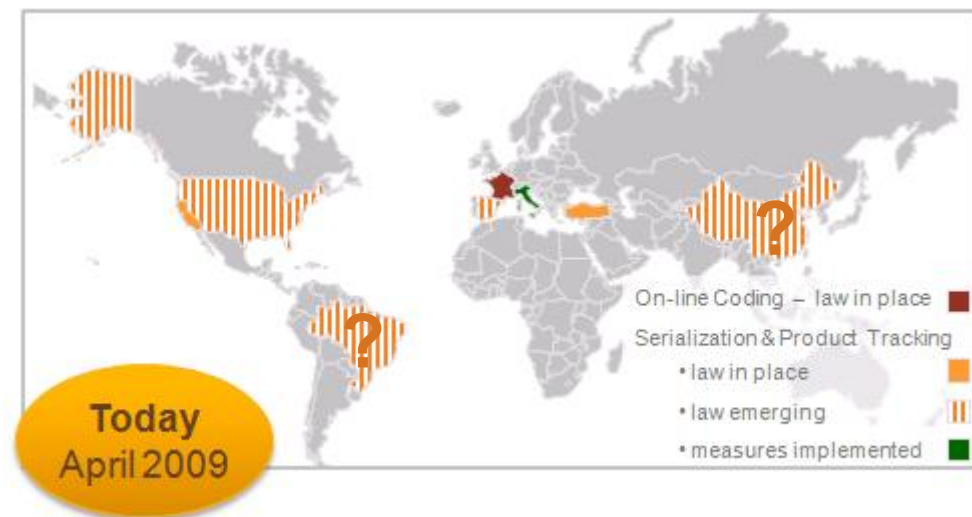 ?
?
On-line Coding – law in place
Serialization & Product Tracking
• law in place
• law emerging
• measures implemented
Today
April 2009